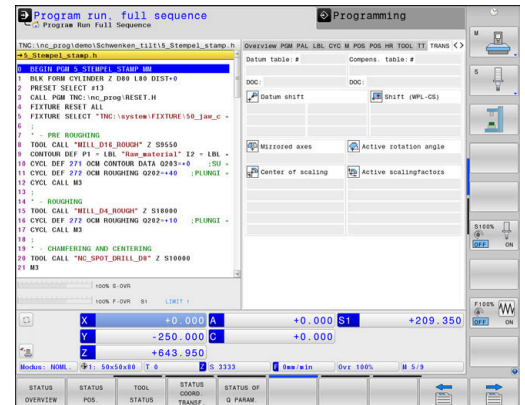 Program run, full sequence
Programming
Program Run Full Sequence
TNC:\nc_prog\demo\Schwenken_tilt\5_Stempel_stamp.h
→5_Stempel_stamp.h
0 BEGIN PGM 5_STEMPEL_STAMP MM
1 BLK FORM CYLINDER Z D80 L80 DIST+0
2 PRESET SELECT #13
3 CALL PGM TNC:\nc_prog\RESET.H
4 FIXTURE RESET ALL
5 FIXTURE SELECT "TNC:\system\FIXTURE\50_jaw_c
6 ;
7 * - PRE ROUGHING
8 TOOL CALL "MILL_D16_ROUGH" Z S9550
9 CONTOUR DEF P1 = LBL "Raw_material" I2 = LBL
10 CYCL DEF 271 OCM CONTOUR DATA Q203=+0 ;SU
11 CYCL DEF 272 OCM ROUGHING Q202=+40 ;PLUNGI
12 CYCL CALL M3
13 ;
14 * - ROUGHING
15 TOOL CALL "MILL_D4_ROUGH" Z S18000
16 CYCL DEF 272 OCM ROUGHING Q202=+10 ;PLUNGI
17 CYCL CALL M3
18 ;
19 * - CHAMFERING AND CENTERING
20 TOOL CALL "NC_SPOT_DRILL_D8" Z S10000
21 M3
Overview PGM PAL LBL CYC M POS POS HR TOOL TT TRANS
Datum table: #
Compens. table: #
DOC:
DOC:
Datum shift
Shift (WPL-CS)
Mirrored axes
Active rotation angle
Center of scaling
Active scalingfactors
100% S-OVR
100% F-OVR S1 LIMIT 1
X +0.000 A +0.000 S1 +209.350
Y -250.000 C +0.000
Z +643.950
Modus: NOML. 1: 50x50x80 T 0 Z S 3333 F 0mm/min Ovr 100% M 5/9
M
S
S100%
OFF ON
F100%
OFF ON
STATUS OVERVIEW
STATUS POS.
TOOL STATUS
STATUS COORD. TRANSF.
STATUS OF Q PARAM.